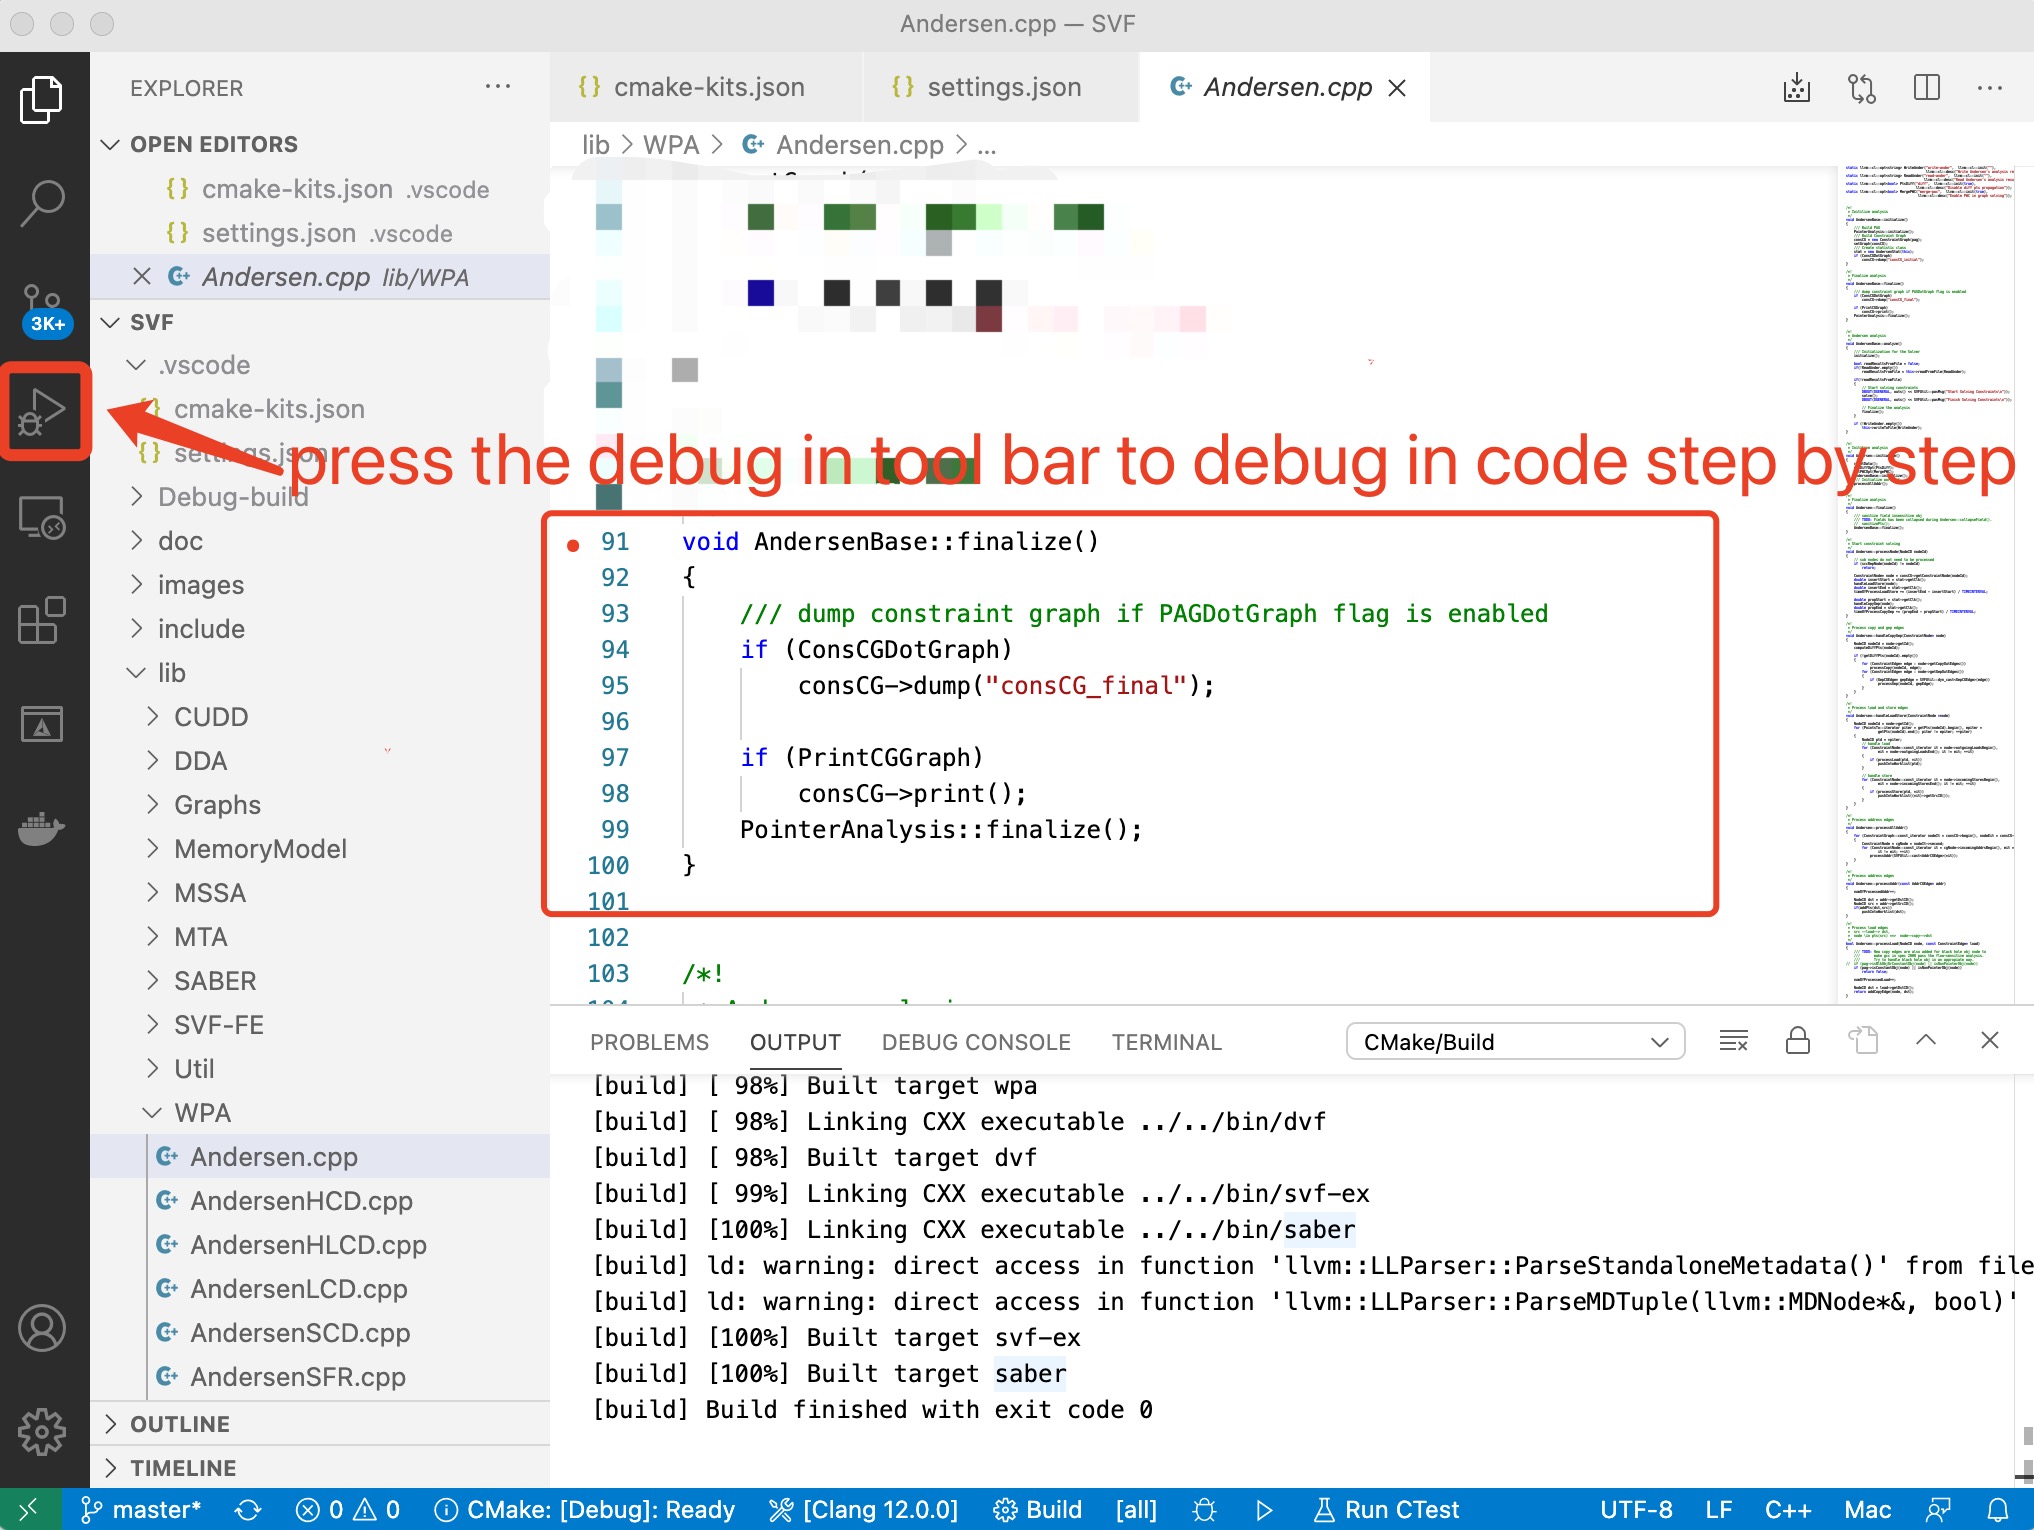 Andersen.cpp — SVF
EXPLORER
OPEN EDITORS
{} cmake-kits.json .vscode
{} settings.json .vscode
Andersen.cpp lib/WPA
3K+
SVF
.vscode
{} cmake-kits.json
{} settings.json
Debug-build
doc
images
include
lib
CUDD
DDA
Graphs
MemoryModel
MSSA
MTA
SABER
SVF-FE
Util
WPA
Andersen.cpp
AndersenHCD.cpp
AndersenHLCD.cpp
AndersenLCD.cpp
AndersenSCD.cpp
AndersenSFR.cpp
OUTLINE
TIMELINE
{} cmake-kits.json {} settings.json Andersen.cpp
lib > WPA > Andersen.cpp > ...
press the debug in tool bar to debug in code step by step
91 void AndersenBase::finalize()
92 {
93 /// dump constraint graph if PAGDotGraph flag is enabled
94 if (ConsCGDotGraph)
95 consCG->dump("consCG_final");
96
97 if (PrintCGGraph)
98 consCG->print();
99 PointerAnalysis::finalize();
100 }
101
102
103 /*!
PROBLEMS OUTPUT DEBUG CONSOLE TERMINAL CMake/Build
[build] [ 98%] Built target wpa
[build] [ 98%] Linking CXX executable ../../bin/dvf
[build] [ 98%] Built target dvf
[build] [ 99%] Linking CXX executable ../../bin/svf-ex
[build] [100%] Linking CXX executable ../../bin/saber
[build] ld: warning: direct access in function 'llvm::LLParser::ParseStandaloneMetadata()' from file
[build] ld: warning: direct access in function 'llvm::LLParser::ParseMDTuple(llvm::MDNode*&, bool)'
[build] [100%] Built target svf-ex
[build] [100%] Built target saber
[build] Build finished with exit code 0
master* 0 0 CMake: [Debug]: Ready [Clang 12.0.0] Build [all] Run CTest UTF-8 LF C++ Mac